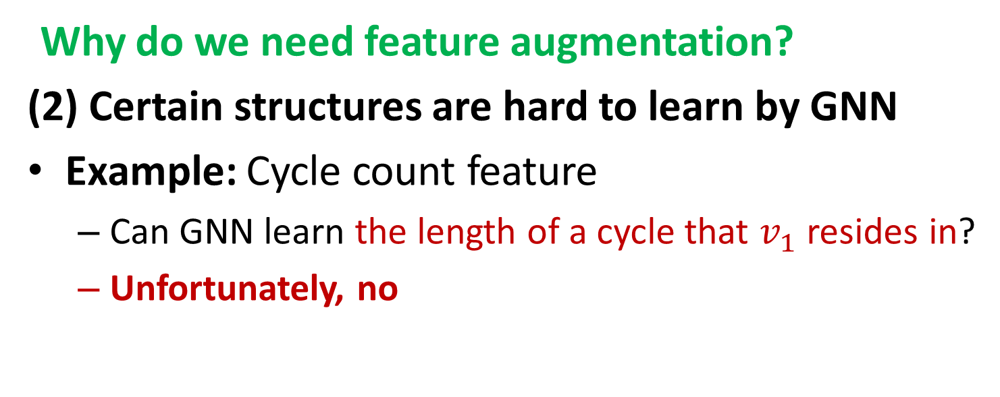 Why do we need feature augmentation?
(2) Certain structures are hard to learn by GNN
• Example: Cycle count feature
– Can GNN learn the length of a cycle that 𝑣₁ resides in?
– Unfortunately, no